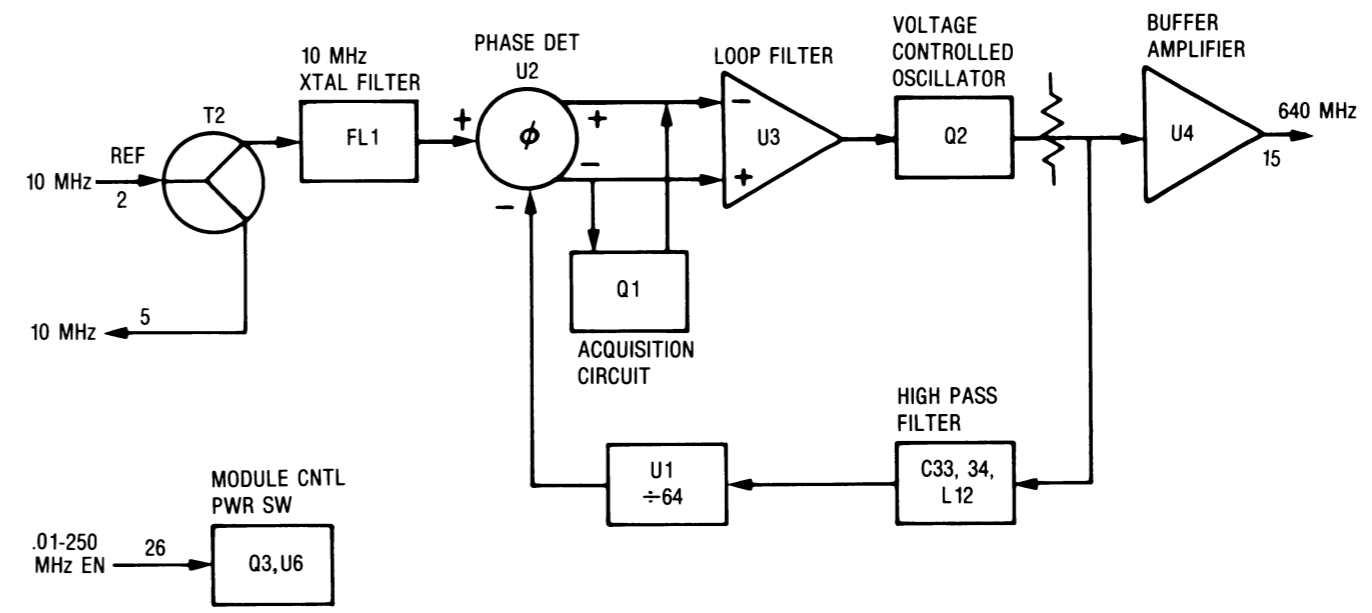 10 MHz
REF
2
T2
10 MHz
5
10 MHz
XTAL FILTER
FL1
PHASE DET
U2
+
ϕ
+
−
−
Q1
ACQUISITION
CIRCUIT
LOOP FILTER
−
U3
+
VOLTAGE
CONTROLLED
OSCILLATOR
Q2
BUFFER
AMPLIFIER
U4
640 MHz
15
HIGH PASS
FILTER
C33, 34,
L12
U1
÷64
MODULE CNTL
PWR SW
.01-250
MHz EN
26
Q3,U6